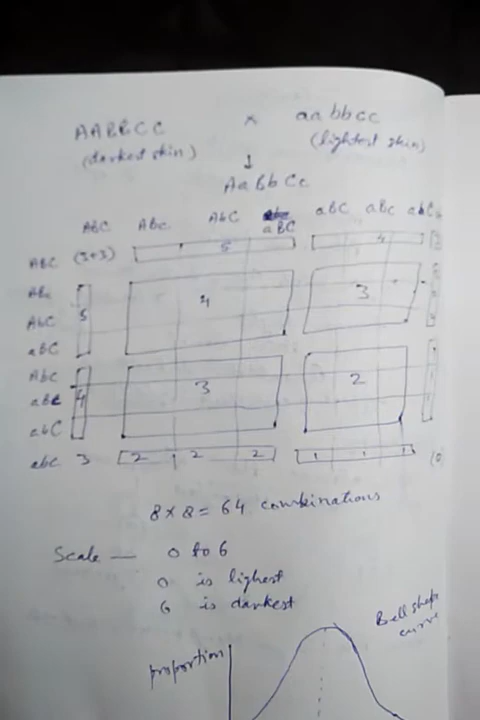 AABBCC × aabbcc
(darkest skin) (lightest skin)
↓
AaBbCc
ABC ABc AbC aBC aBC aBc abC
ABC (3+3) 5 4
ABc
AbC 5 4 3
aBC
Abc
aBc 4 3 2
abC
abc 3 2 2 2 1 1 1 (0
8 × 8 = 64 combinations
Scale — 0 to 6
0 is lighest
6 is darkest
Bell shape
curve
proportion